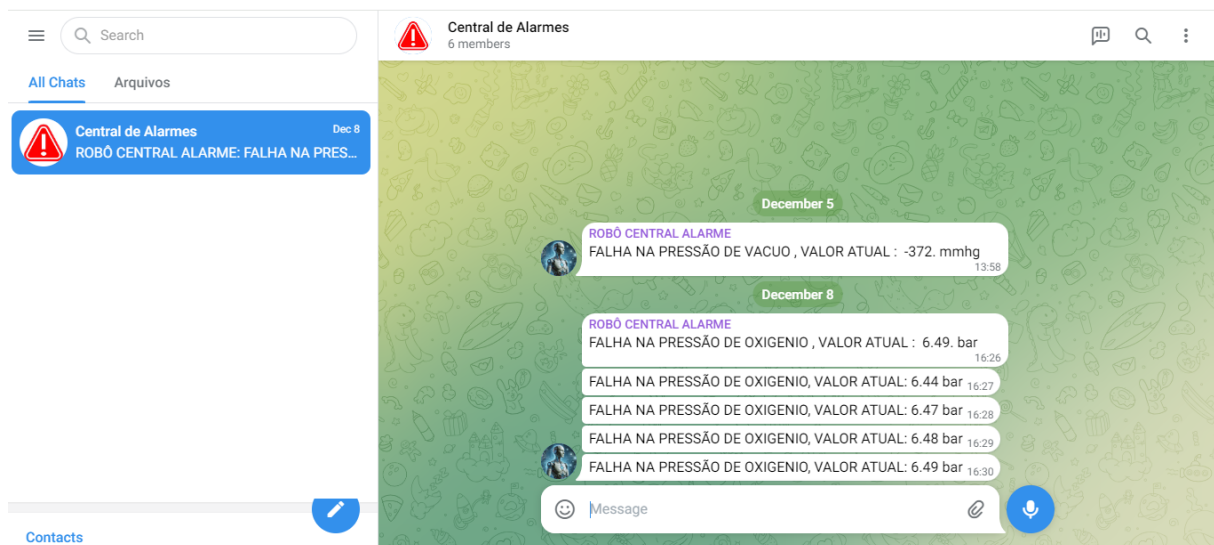 Search
All Chats
Arquivos
Central de Alarmes
Dec 8
ROBÔ CENTRAL ALARME: FALHA NA PRES...
Contacts
Central de Alarmes
6 members
December 5
ROBÔ CENTRAL ALARME
FALHA NA PRESSÃO DE VACUO , VALOR ATUAL :  -372. mmhg
13:58
December 8
ROBÔ CENTRAL ALARME
FALHA NA PRESSÃO DE OXIGENIO , VALOR ATUAL :  6.49. bar
16:26
FALHA NA PRESSÃO DE OXIGENIO, VALOR ATUAL: 6.44 bar 16:27
FALHA NA PRESSÃO DE OXIGENIO, VALOR ATUAL: 6.47 bar 16:28
FALHA NA PRESSÃO DE OXIGENIO, VALOR ATUAL: 6.48 bar 16:29
FALHA NA PRESSÃO DE OXIGENIO, VALOR ATUAL: 6.49 bar 16:30
Message